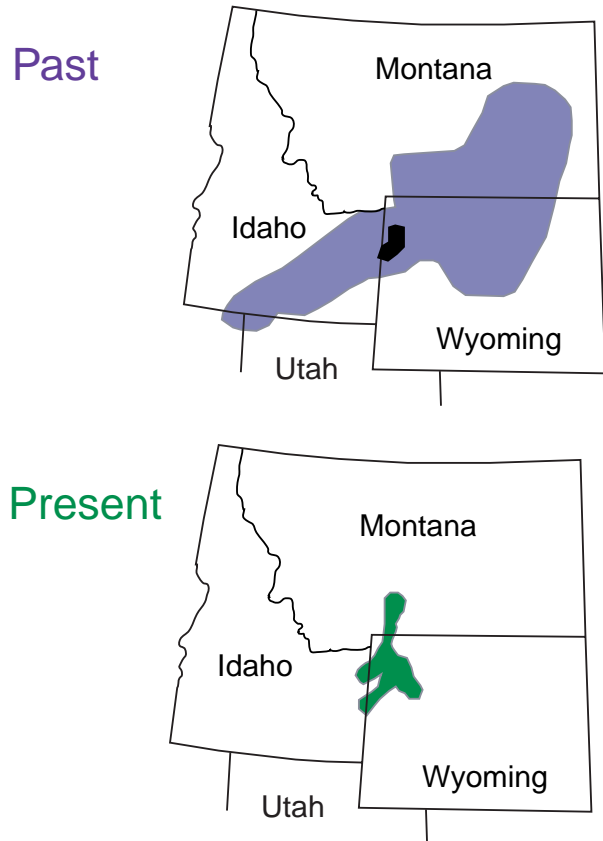 Past
Montana
Idaho
Wyoming
Utah
Present
Montana
Idaho
Wyoming
Utah